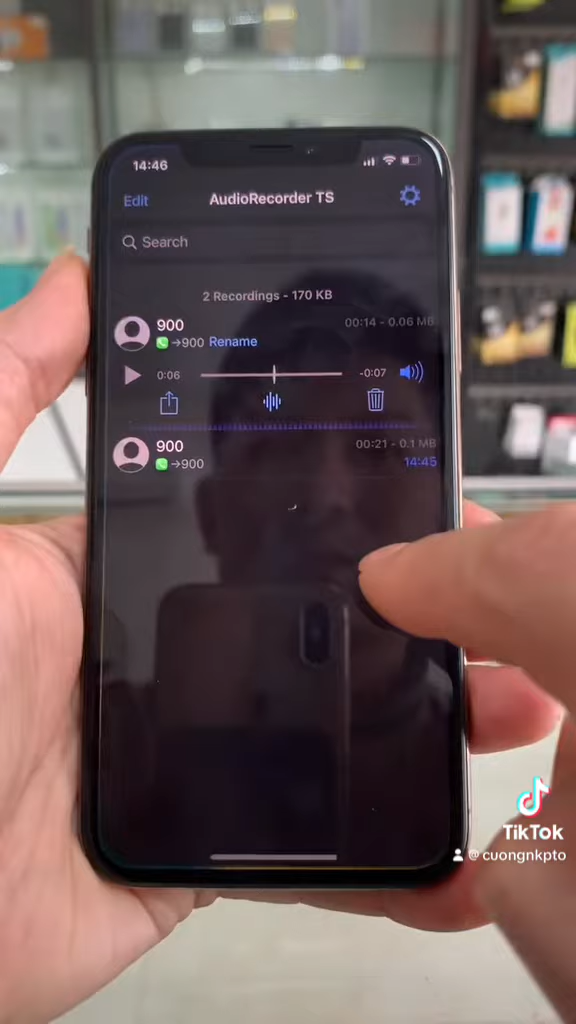 14:46
Edit AudioRecorder TS
Search
2 Recordings - 170 KB
900 00:14 - 0.06 MB
→900 Rename
0:06 -0:07
900 00:21 - 0.1 MB
→900 14:45
TikTok
@cuongnkpto